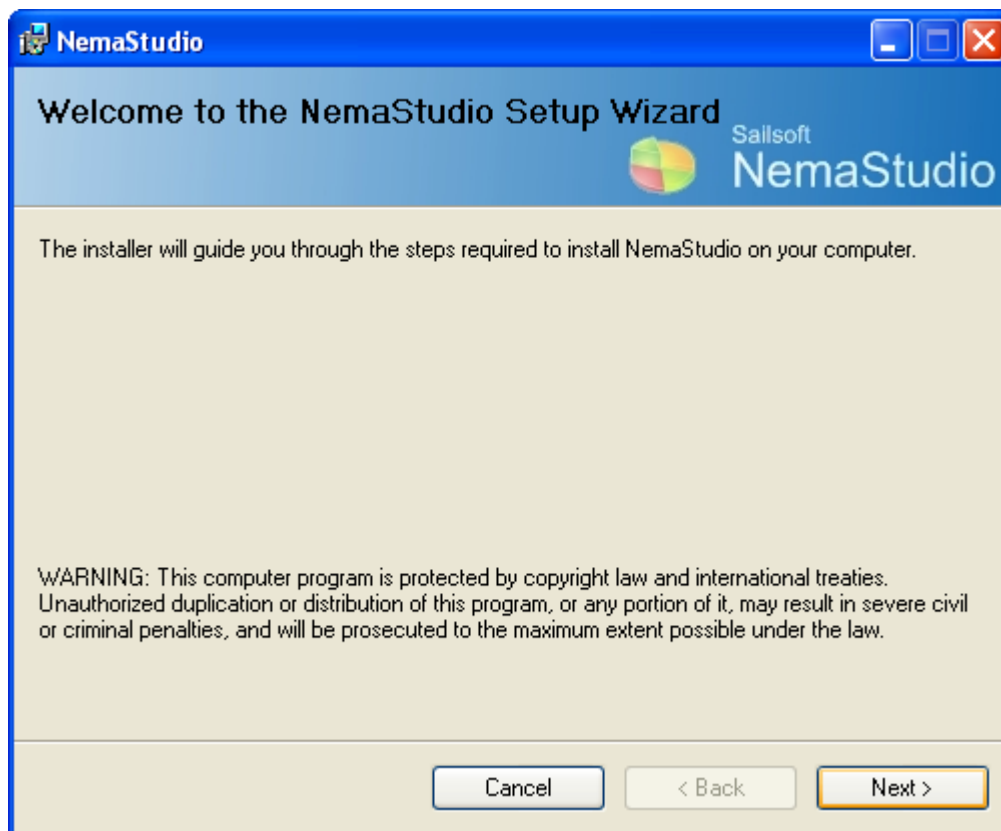 NemaStudio
Welcome to the NemaStudio Setup Wizard
Sailsoft
NemaStudio
The installer will guide you through the steps required to install NemaStudio on your computer.
WARNING: This computer program is protected by copyright law and international treaties.
Unauthorized duplication or distribution of this program, or any portion of it, may result in severe civil
or criminal penalties, and will be prosecuted to the maximum extent possible under the law.
Cancel
< Back
Next >